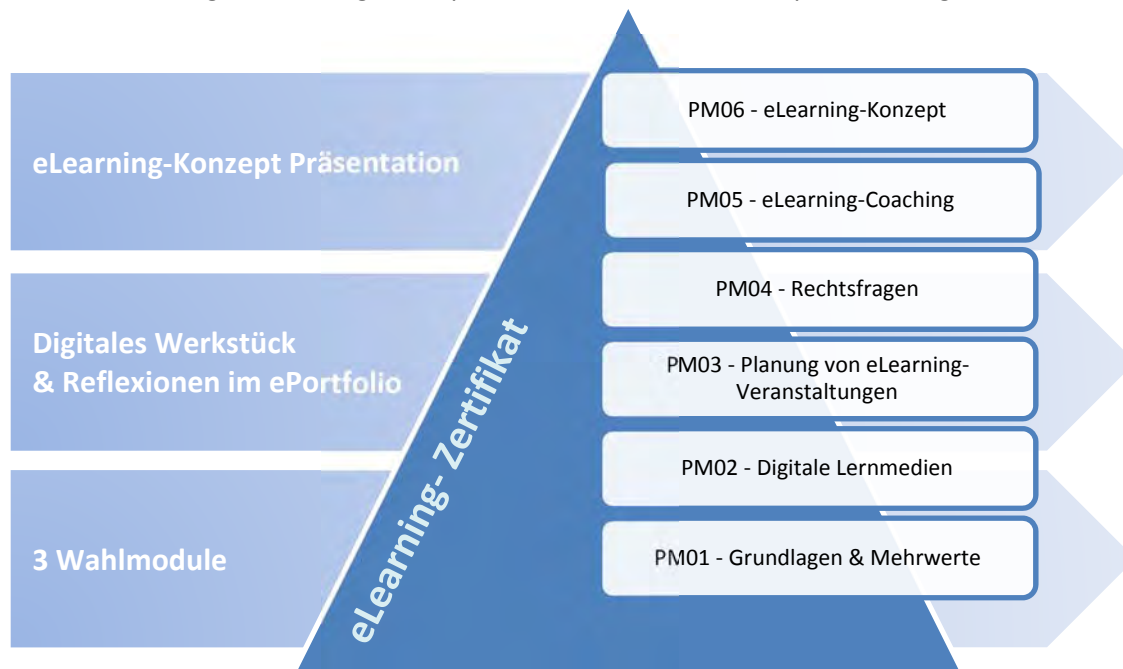 eLearning-Konzept Präsentation
Digitales Werkstück
& Reflexionen im ePortfolio
3 Wahlmodule
eLearning- Zertifikat
PM06 - eLearning-Konzept
PM05 - eLearning-Coaching
PM04 - Rechtsfragen
PM03 - Planung von eLearning-
Veranstaltungen
PM02 - Digitale Lernmedien
PM01 - Grundlagen & Mehrwerte